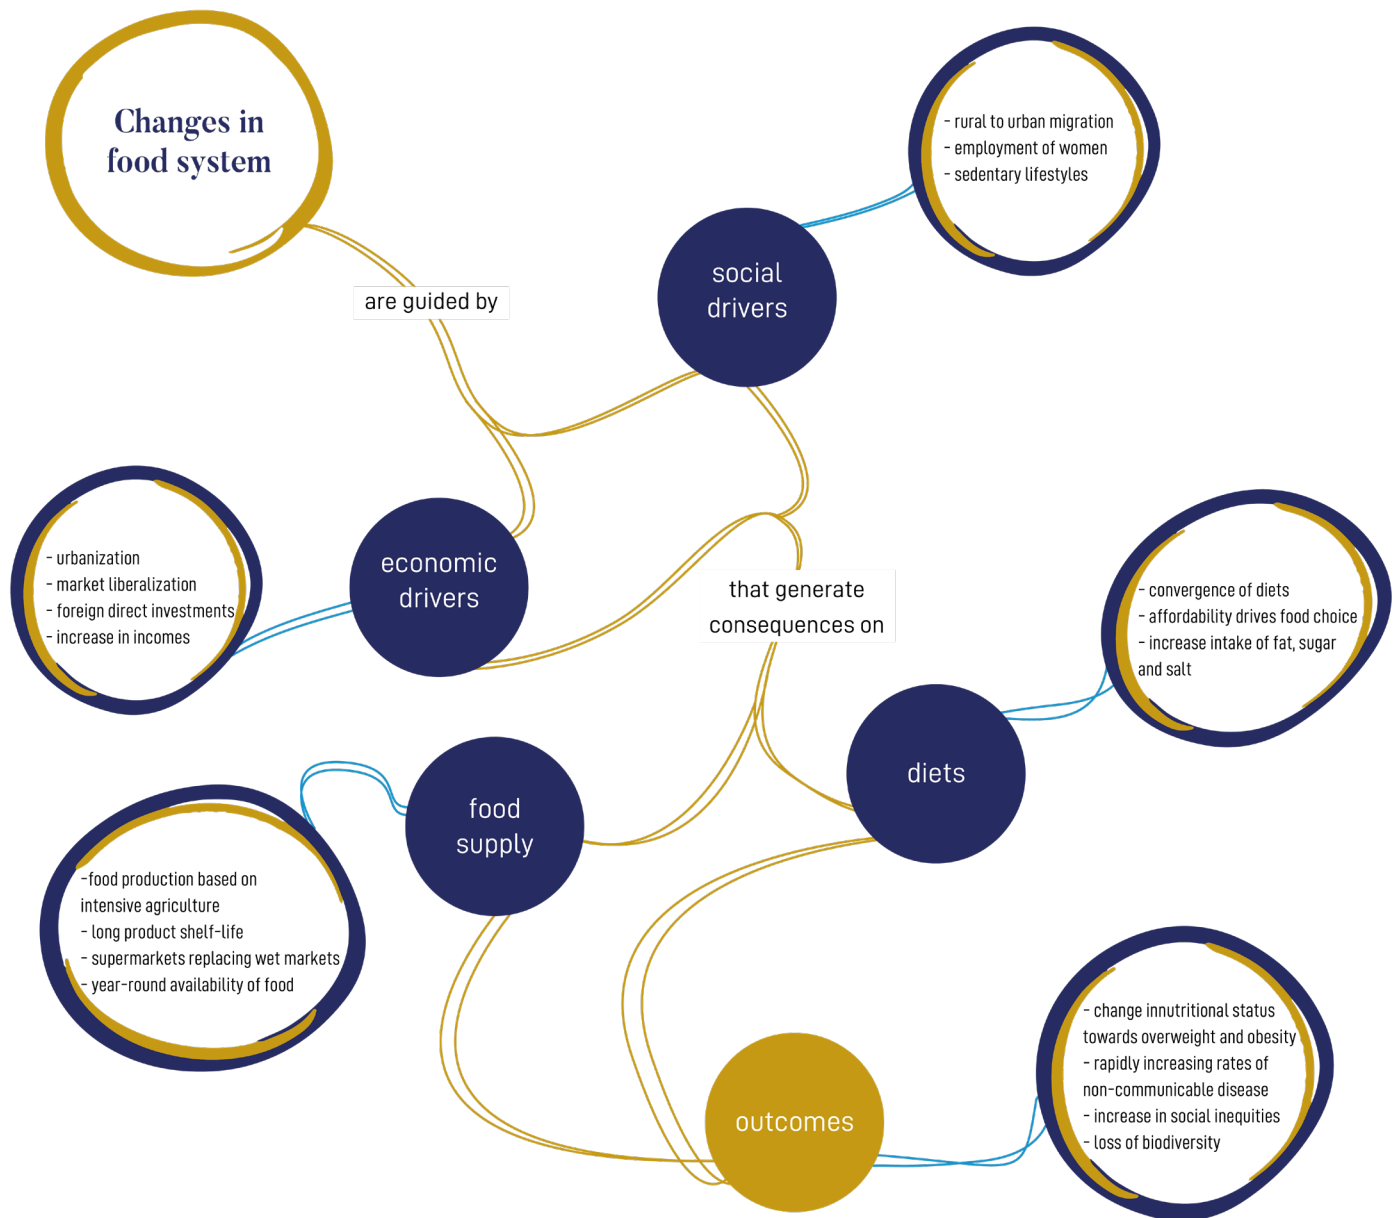 Changes in
food system
- rural to urban migration
- employment of women
- sedentary lifestyles
social
drivers
are guided by
economic
drivers
- urbanization
- market liberalization
- foreign direct investments
- increase in incomes
that generate
consequences on
- convergence of diets
- affordability drives food choice
- increase intake of fat, sugar
and salt
diets
food
supply
-food production based on
intensive agriculture
- long product shelf-life
- supermarkets replacing wet markets
- year-round availability of food
outcomes
- change innutritional status
towards overweight and obesity
- rapidly increasing rates of
non-communicable disease
- increase in social inequities
- loss of biodiversity